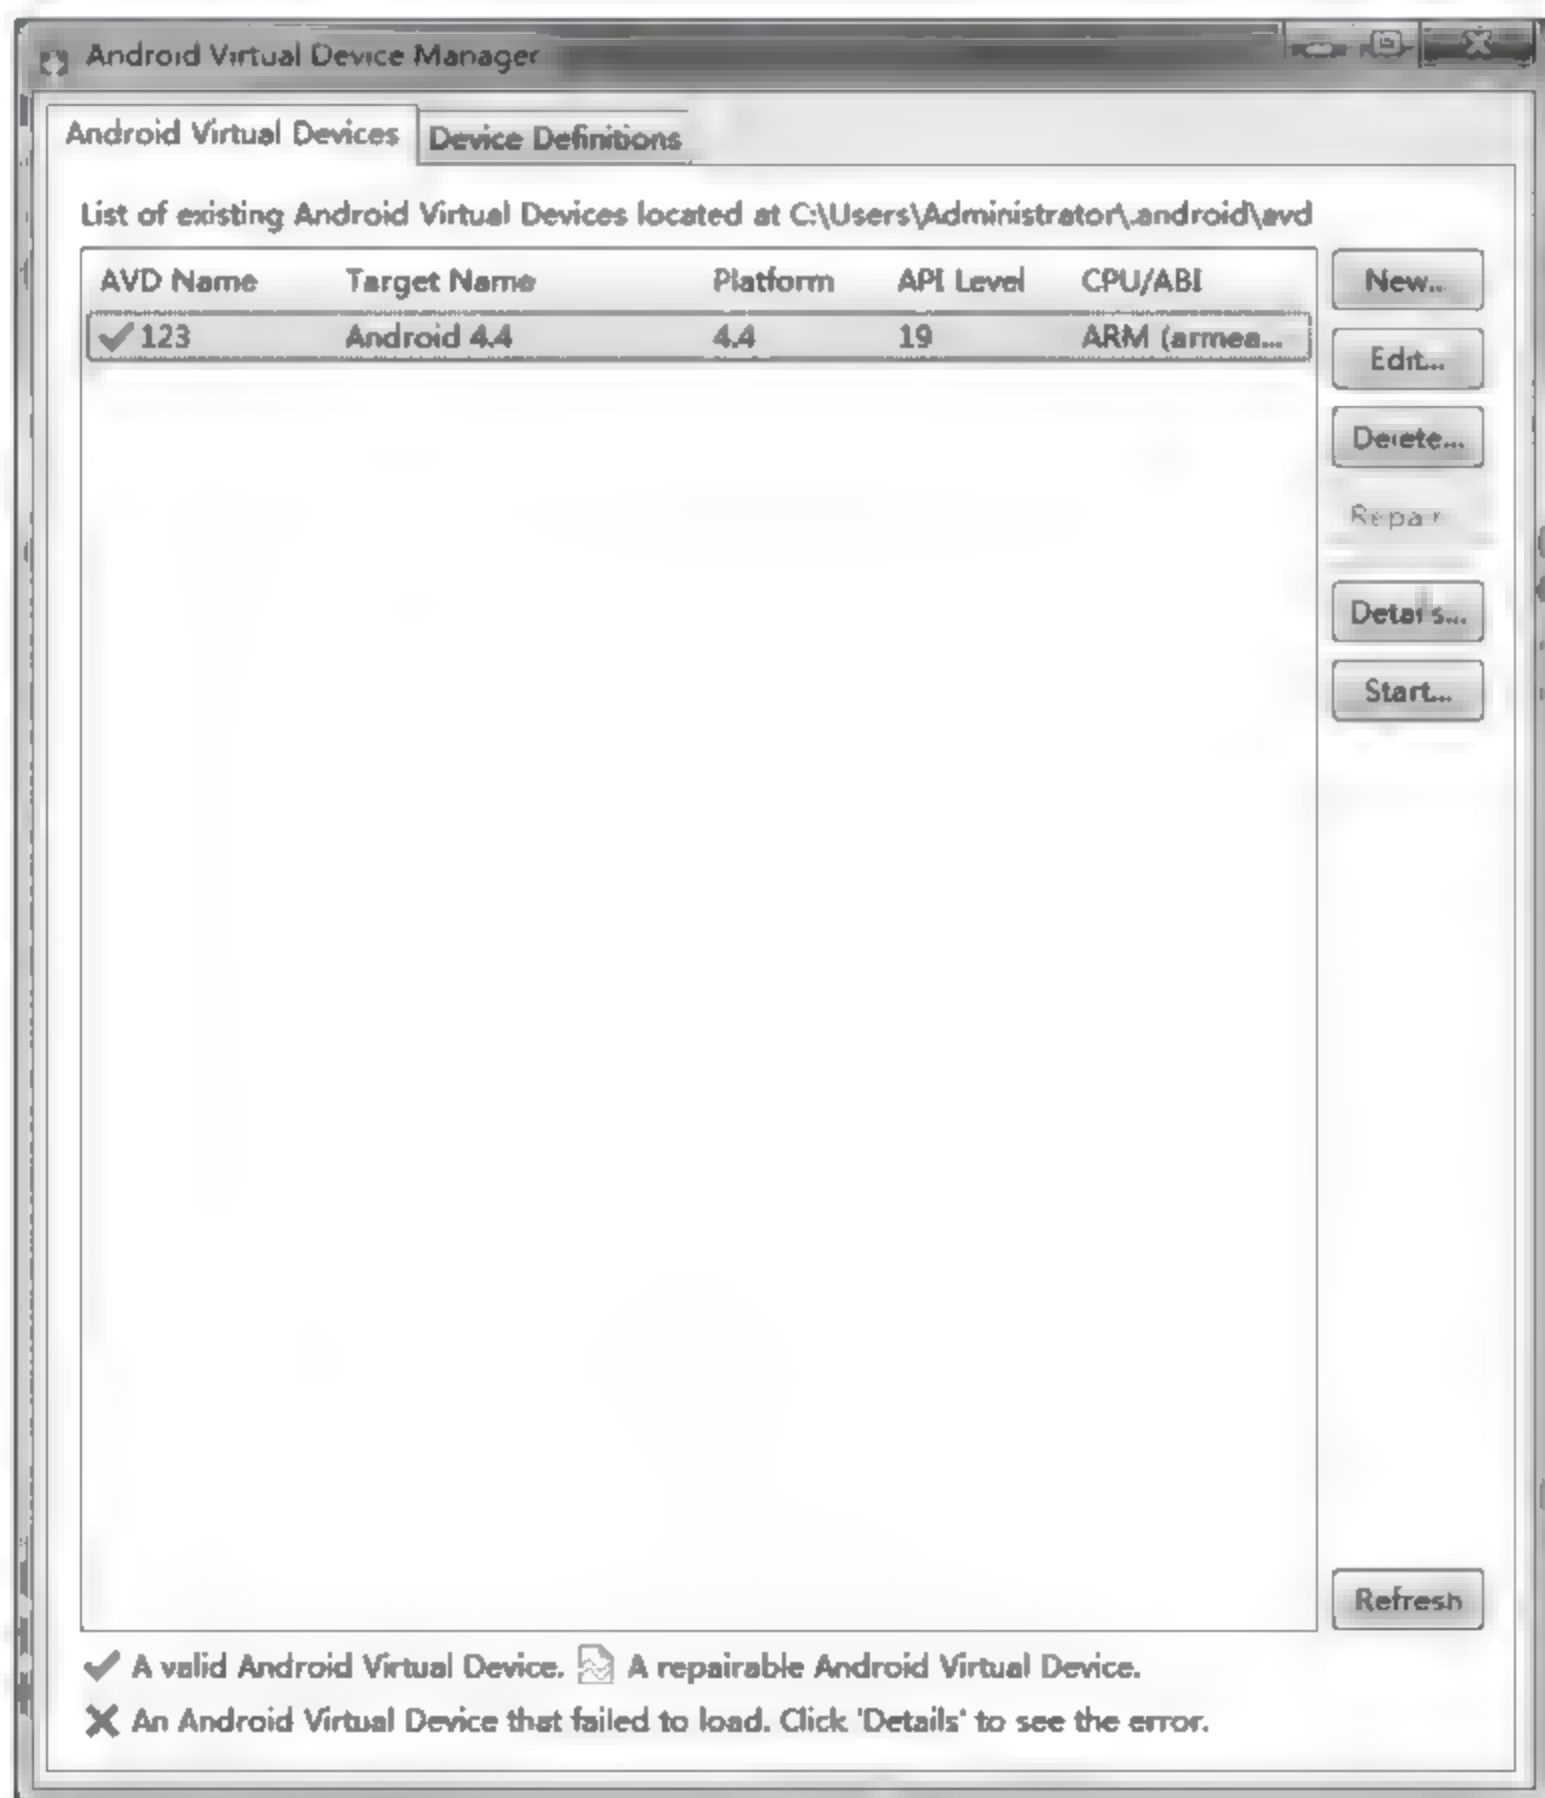 Android Virtual Device Manager
Android Virtual Devices Device Definitions
List of existing Android Virtual Devices located at C:\Users\Administrator\.android\avd
AVD Name Target Name Platform API Level CPU/ABI
123 Android 4.4 4.4 19 ARM (armea...
New...
Edit...
Delete...
Repair
Details...
Start...
Refresh
A valid Android Virtual Device. A repairable Android Virtual Device.
An Android Virtual Device that failed to load. Click 'Details' to see the error.